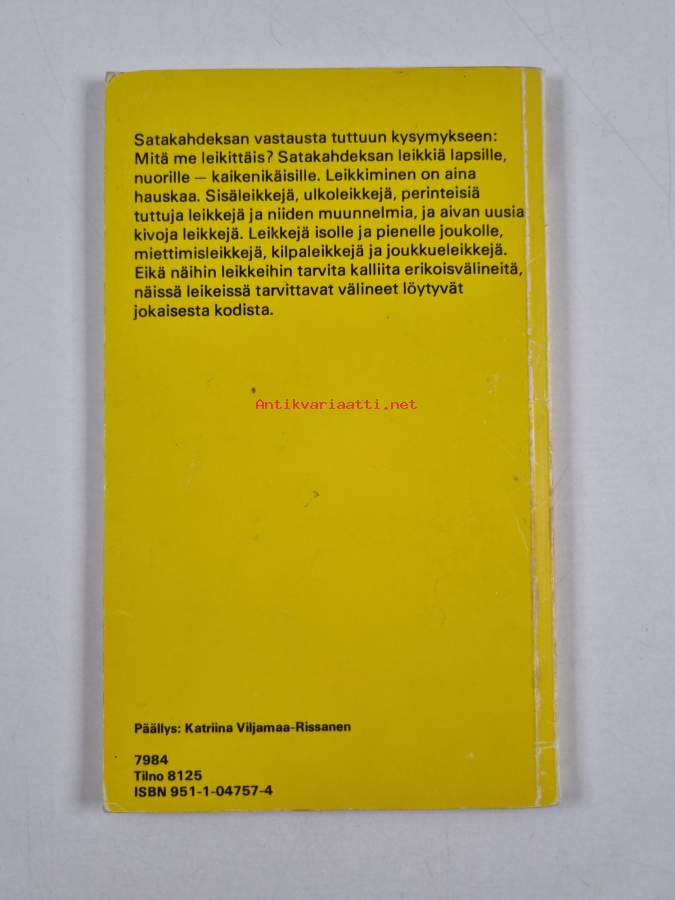 Satakahdeksan vastausta tuttuun kysymykseen:
Mitä me leikittäis? Satakahdeksan leikkiä lapsille,
nuorille — kaikenikäisille. Leikkiminen on aina
hauskaa. Sisäleikkejä, ulkoleikkejä, perinteisiä
tuttuja leikkejä ja niiden muunnelmia, ja aivan uusia
kivoja leikkejä. Leikkejä isolle ja pienelle joukolle,
miettimisleikkejä, kilpaleikkejä ja joukkueleikkejä.
Eikä näihin leikkeihin tarvita kalliita erikoisvälineitä,
näissä leikeissä tarvittavat välineet löytyvät
jokaisesta kodista.
Antikvariaatti.net
Päällys: Katriina Viljamaa-Rissanen
7984
Tilno 8125
ISBN 951-1-04757-4